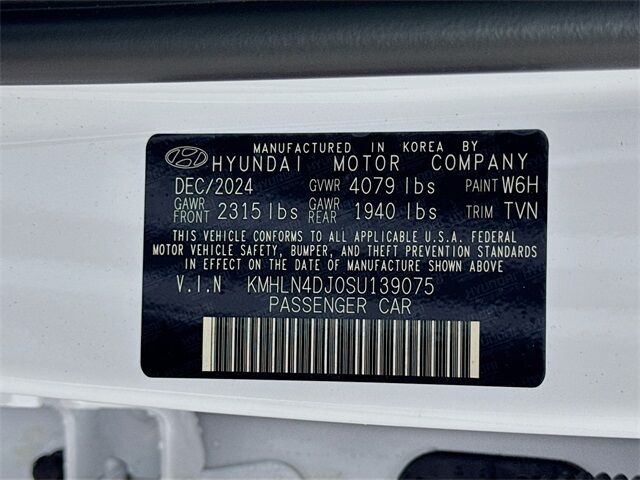 MANUFACTURED IN KOREA BY
HYUNDAI MOTOR COMPANY
DEC/2024 GVWR 4079 lbs PAINT W6H
GAWR FRONT 2315 lbs GAWR REAR 1940 lbs TRIM TVN
THIS VEHICLE CONFORMS TO ALL APPLICABLE U.S.A. FEDERAL
MOTOR VEHICLE SAFETY, BUMPER, AND THEFT PREVENTION STANDARDS
IN EFFECT ON THE DATE OF MANUFACTURE SHOWN ABOVE.
V.I.N KMHLN4DJ0SU139075
PASSENGER CAR